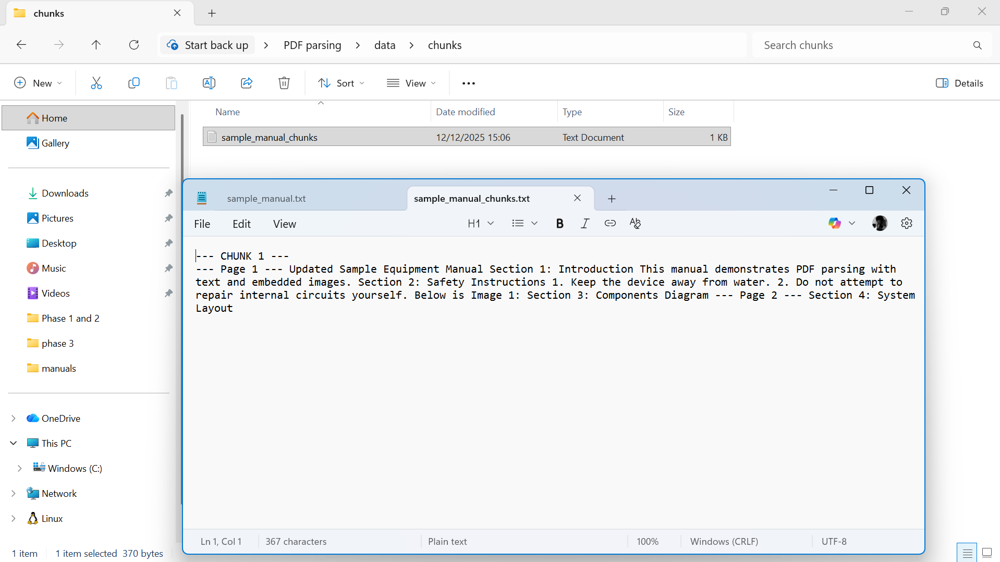 chunks
Start back up
PDF parsing
data
chunks
Search chunks
New
Sort
View
Details
Home
Gallery
Downloads
Pictures
Desktop
Music
Videos
Phase 1 and 2
phase 3
manuals
OneDrive
This PC
Windows (C:)
Network
Linux
Name Date modified Type Size
sample_manual_chunks 12/12/2025 15:06 Text Document 1 KB
sample_manual.txt
sample_manual_chunks.txt
File Edit View
H1 B I
--- CHUNK 1 ---
--- Page 1 --- Updated Sample Equipment Manual Section 1: Introduction This manual demonstrates PDF parsing with
text and embedded images. Section 2: Safety Instructions 1. Keep the device away from water. 2. Do not attempt to
repair internal circuits yourself. Below is Image 1: Section 3: Components Diagram --- Page 2 --- Section 4: System
Layout
Ln 1, Col 1 367 characters Plain text 100% Windows (CRLF) UTF-8
1 item 1 item selected 370 bytes